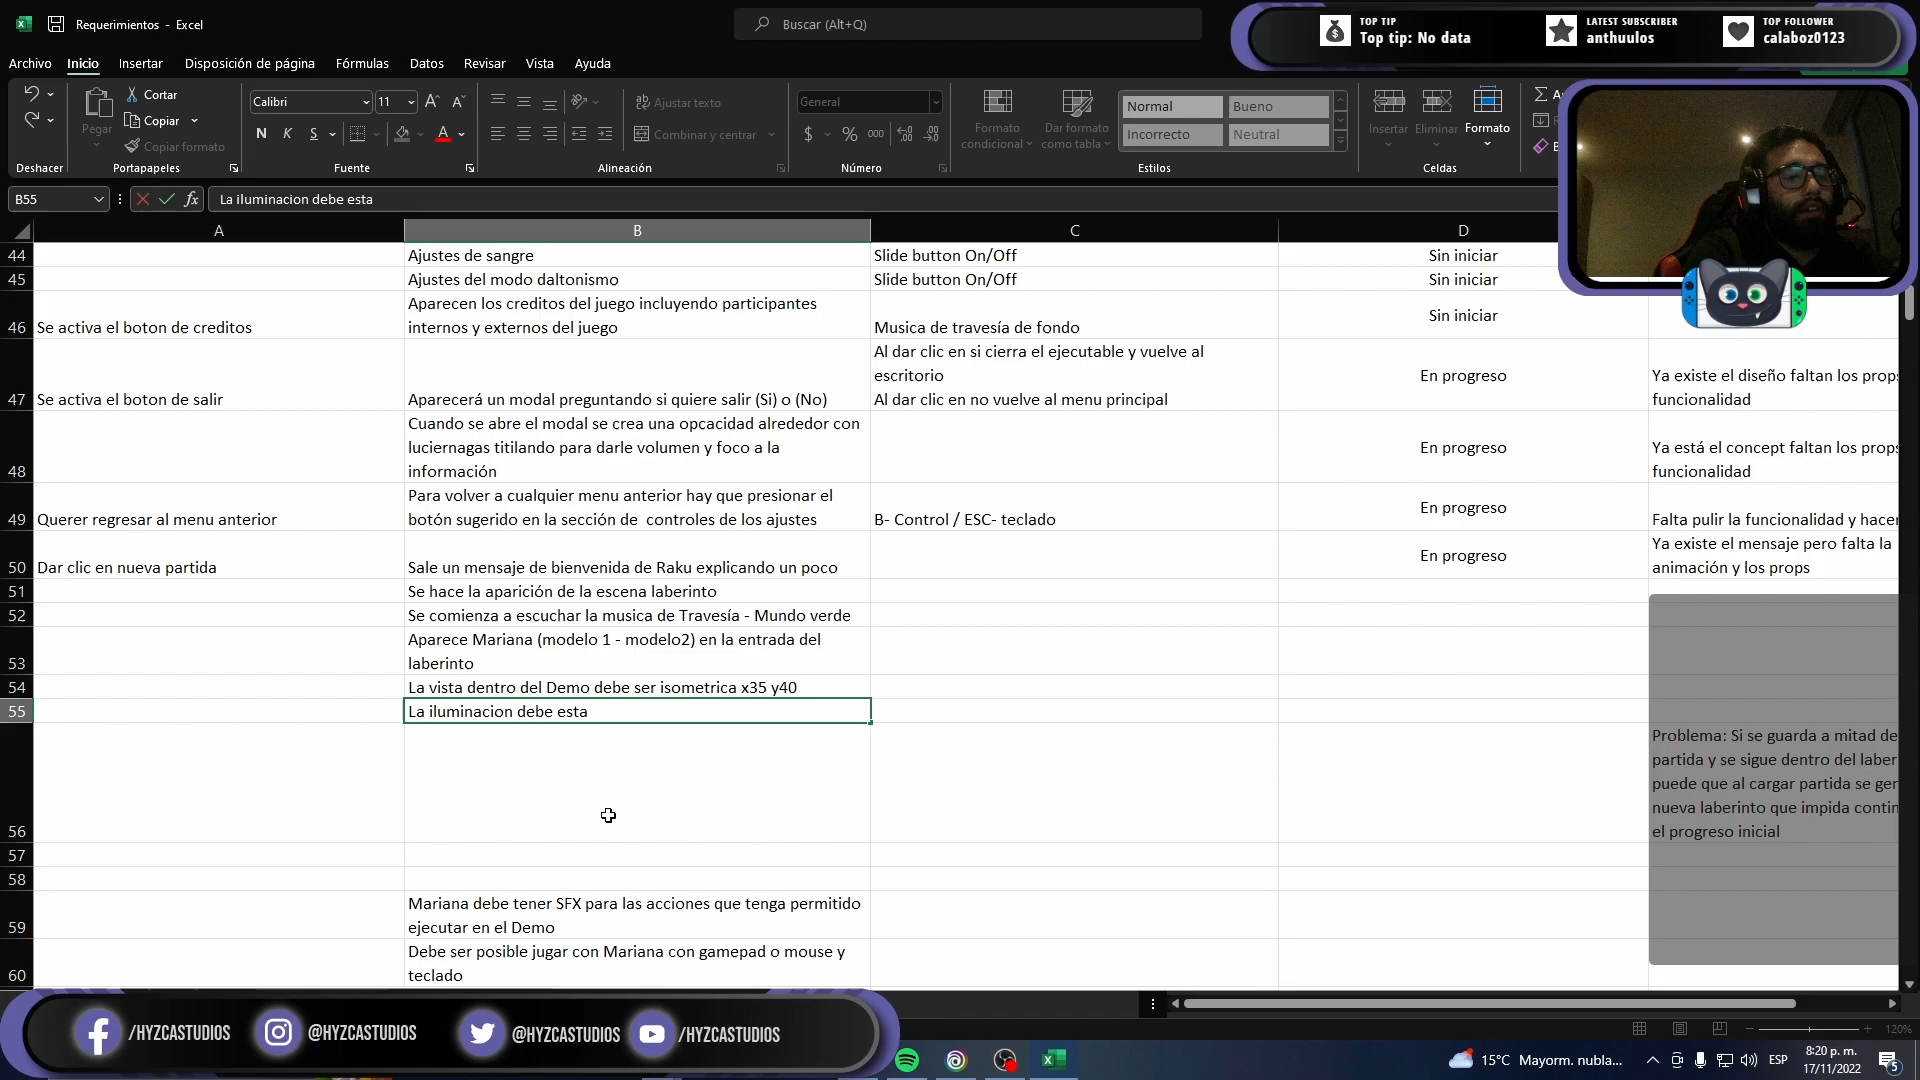 Requerimientos - Excel
Buscar (Alt+Q)
TOP TIP
Top tip: No data
LATEST SUBSCRIBER
anthuulos
TOP FOLLOWER
calaboz0123
Archivo Inicio Insertar Disposición de página Fórmulas Datos Revisar Vista Ayuda
Pegar
Cortar
Copiar
Copiar formato
Calibri 11
N K S
Ajustar texto
Combinar y centrar
General
$ % 000
Formato condicional
Dar formato como tabla
Normal Bueno
Incorrecto Neutral
Insertar Eliminar Formato
Deshacer Portapapeles Fuente Alineación Número Estilos Celdas
B55 fx La iluminacion debe esta
A B C D
44 Ajustes de sangre Slide button On/Off Sin iniciar
45 Ajustes del modo daltonismo Slide button On/Off Sin iniciar
Aparecen los creditos del juego incluyendo participantes
46 Se activa el boton de creditos internos y externos del juego Musica de travesía de fondo Sin iniciar
Al dar clic en si cierra el ejecutable y vuelve al
escritorio En progreso Ya existe el diseño faltan los props
47 Se activa el boton de salir Aparecerá un modal preguntando si quiere salir (Si) o (No) Al dar clic en no vuelve al menu principal funcionalidad
Cuando se abre el modal se crea una opcacidad alrededor con
luciernagas titilando para darle volumen y foco a la En progreso Ya está el concept faltan los props
48 información funcionalidad
Para volver a cualquier menu anterior hay que presionar el
49 Querer regresar al menu anterior botón sugerido en la sección de  controles de los ajustes B- Control / ESC- teclado En progreso Falta pulir la funcionalidad y hacer
Ya existe el mensaje pero falta la
50 Dar clic en nueva partida Sale un mensaje de bienvenida de Raku explicando un poco En progreso animación y los props
51 Se hace la aparición de la escena laberinto
52 Se comienza a escuchar la musica de Travesía - Mundo verde
Aparece Mariana (modelo 1 - modelo2) en la entrada del
53 laberinto
54 La vista dentro del Demo debe ser isometrica x35 y40
55 La iluminacion debe esta
Problema: Si se guarda a mitad de
partida y se sigue dentro del laber
puede que al cargar partida se ger
nueva laberinto que impida contin
56 el progreso inicial
57
58
Mariana debe tener SFX para las acciones que tenga permitido
59 ejecutar en el Demo
Debe ser posible jugar con Mariana con gamepad o mouse y
60 teclado
/HYZCASTUDIOS @HYZCASTUDIOS @HYZCASTUDIOS /HYZCASTUDIOS
120%
15°C Mayorm. nubla...
ESP
8:20 p. m.
17/11/2022
5